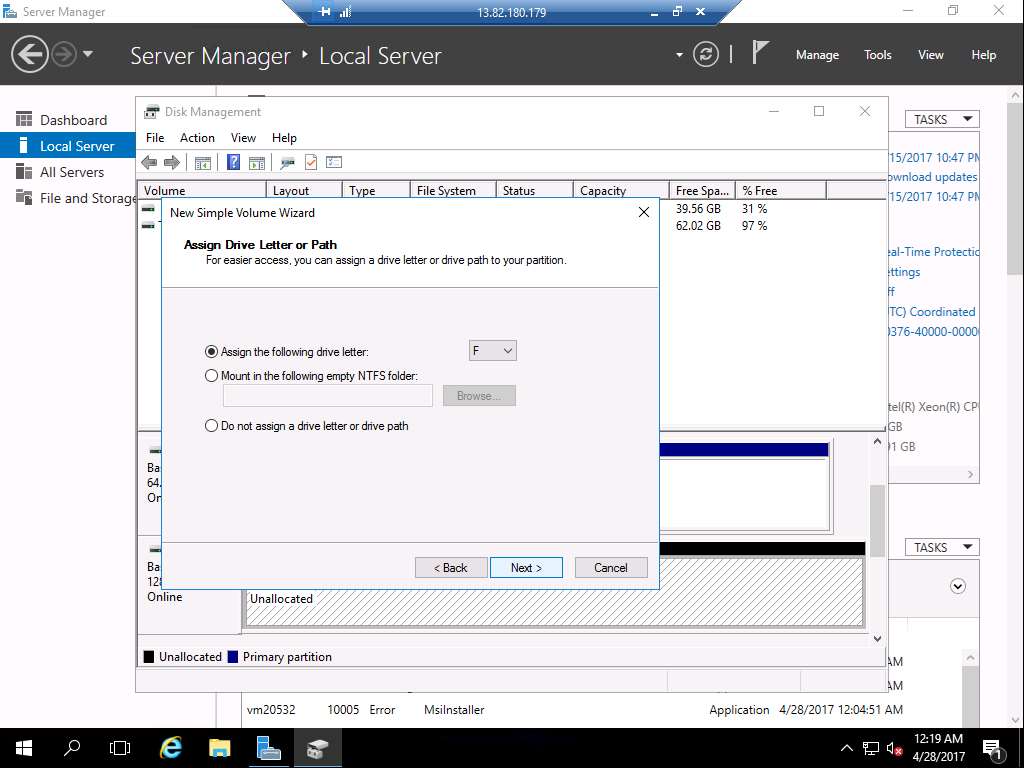 Server Manager
13.82.180.179
Server Manager ‣ Local Server
Manage Tools View Help
Dashboard
Local Server
All Servers
File and Storage
TASKS
15/2017 10:47 PM
ownload updates
15/2017 10:47 PM
eal-Time Protectio
ettings
ff
TC) Coordinated
0376-40000-0000
tel(R) Xeon(R) CP
GB
91 GB
Disk Management
File Action View Help
Volume Layout Type File System Status Capacity Free Spa... % Free
39.56 GB 31 %
62.02 GB 97 %
New Simple Volume Wizard
Assign Drive Letter or Path
For easier access, you can assign a drive letter or drive path to your partition.
Assign the following drive letter: F
Mount in the following empty NTFS folder:
Browse...
Do not assign a drive letter or drive path
< Back Next > Cancel
Ba
64.
On
Ba
128
Online
Unallocated
Unallocated Primary partition
TASKS
AM
AM
vm20532 10005 Error MsiInstaller Application 4/28/2017 12:04:51 AM
12:19 AM
4/28/2017
1